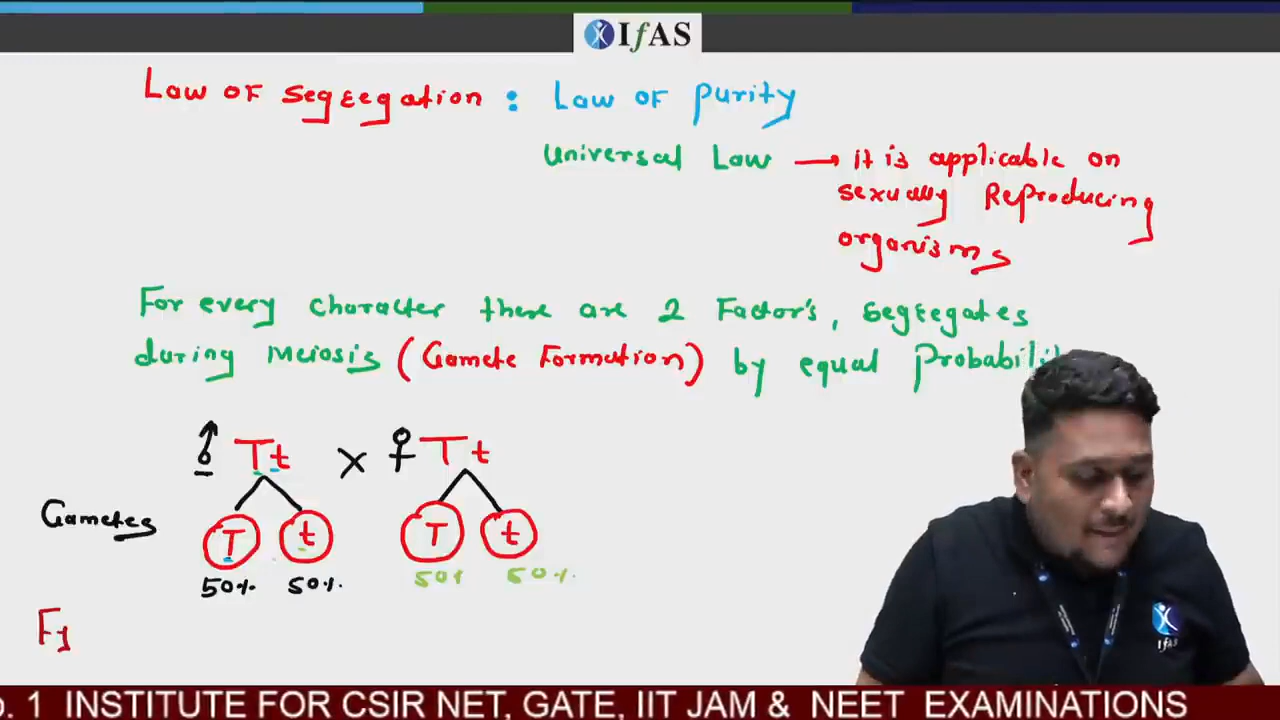 IfAS
Law of segregation : Law of purity
Universal Law → it is applicable on
sexually Reproducing
organisms
For every character there are 2 Factor's, segregates
during Meiosis (Gamete Formation) by equal Probabilit
♂ Tt × ♀ Tt
Gametes T t T t
50% 50% 50% 50%
F1
IfAS
o. 1 INSTITUTE FOR CSIR NET, GATE, IIT JAM & NEET EXAMINATIONS